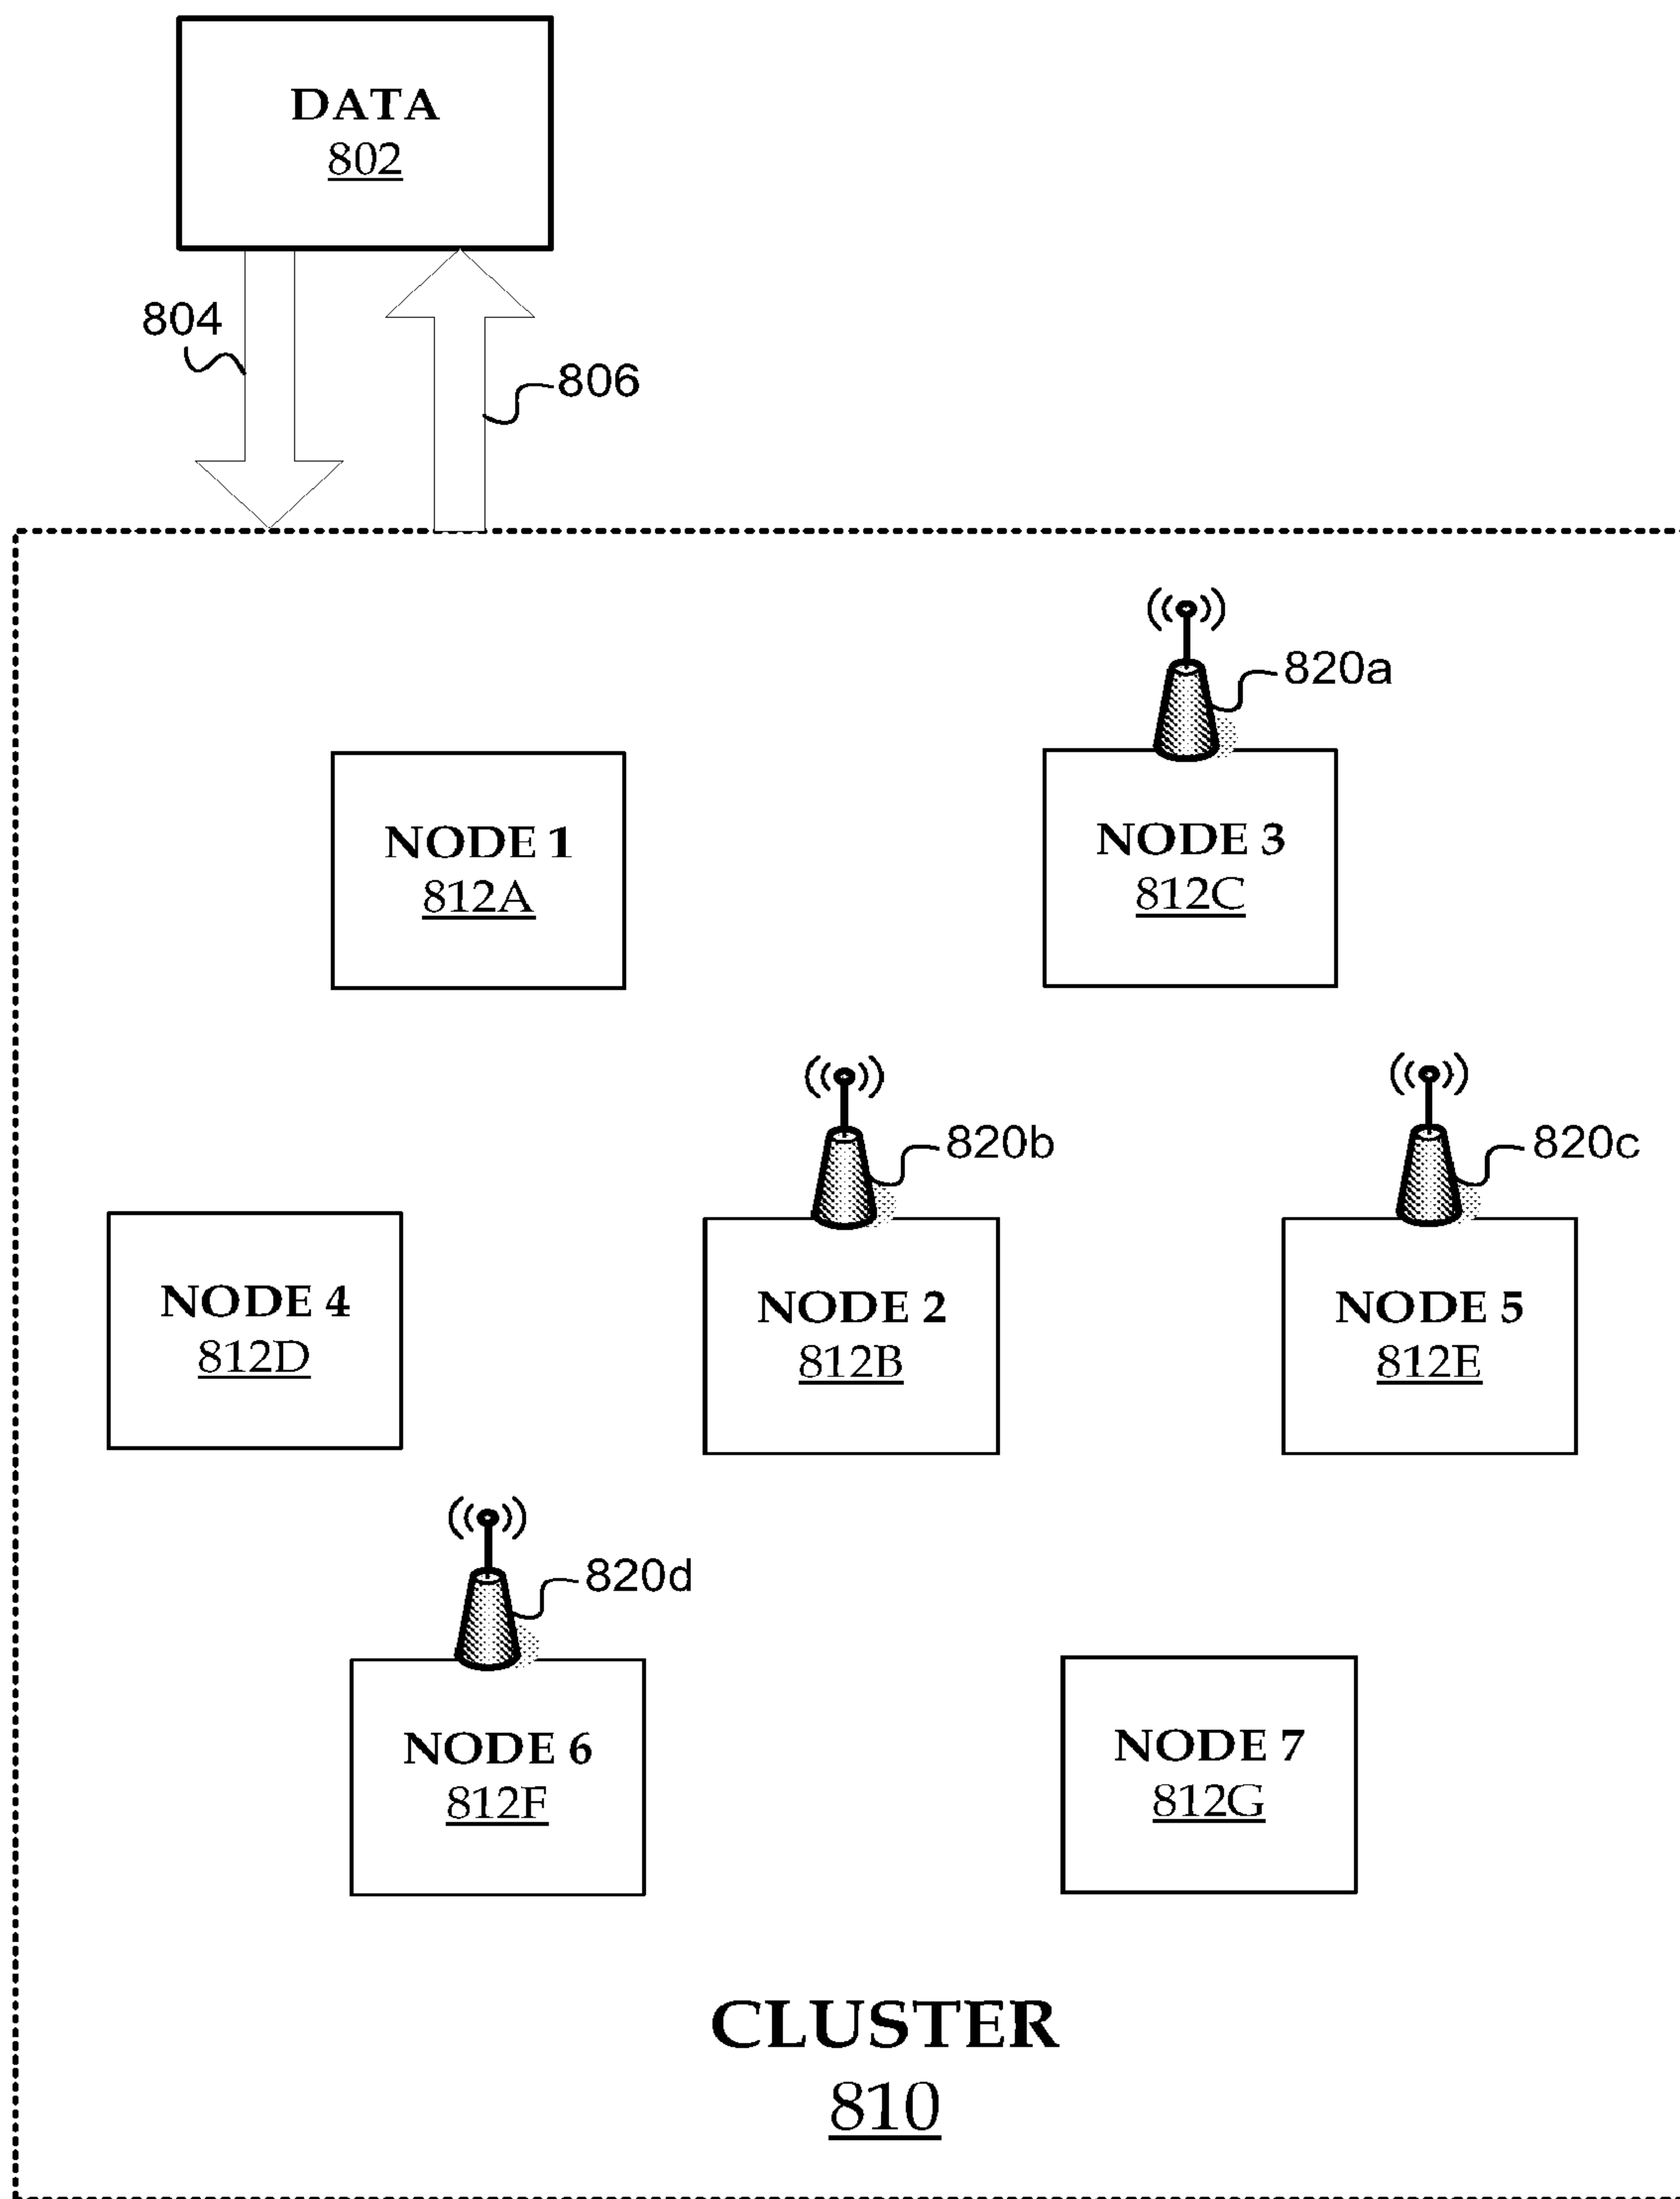 DATA
802
804
806
820a
NODE 1
812A
NODE 3
812C
820b
820c
NODE 4
812D
NODE 2
812B
NODE 5
812E
820d
NODE 6
812F
NODE 7
812G
CLUSTER
810